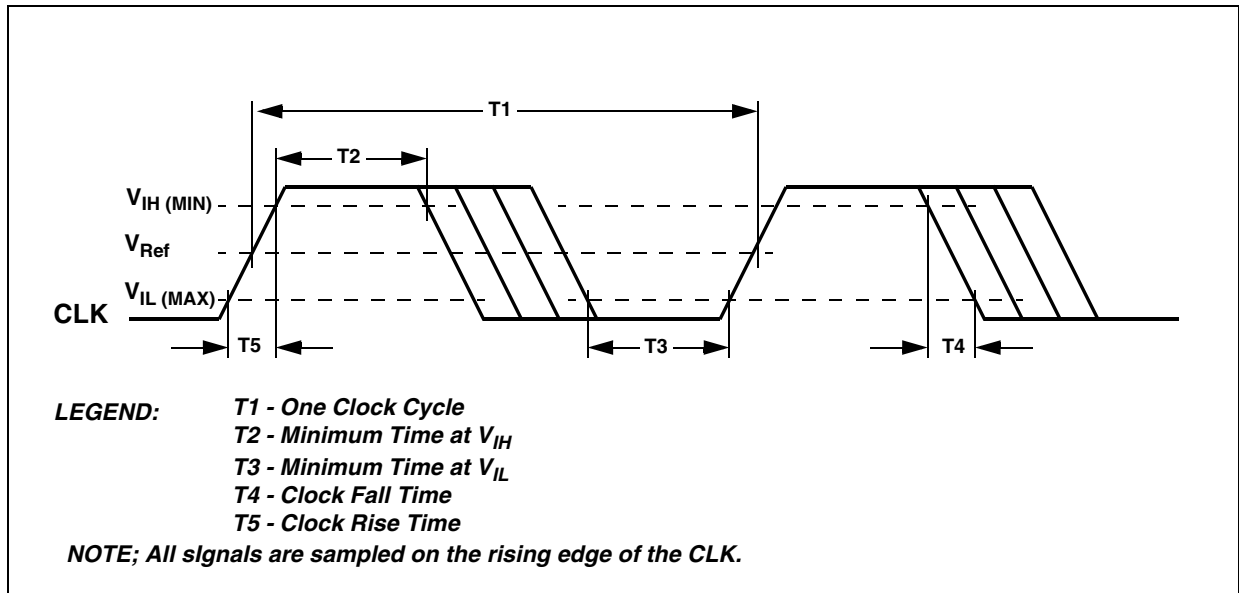 T1
T2
VIH (MIN)
VRef
VIL (MAX)
CLK
T5
T3
T4
LEGEND:
T1 - One Clock Cycle
T2 - Minimum Time at VIH
T3 - Minimum Time at VIL
T4 - Clock Fall Time
T5 - Clock Rise Time
NOTE; All sIgnals are sampled on the rising edge of the CLK.